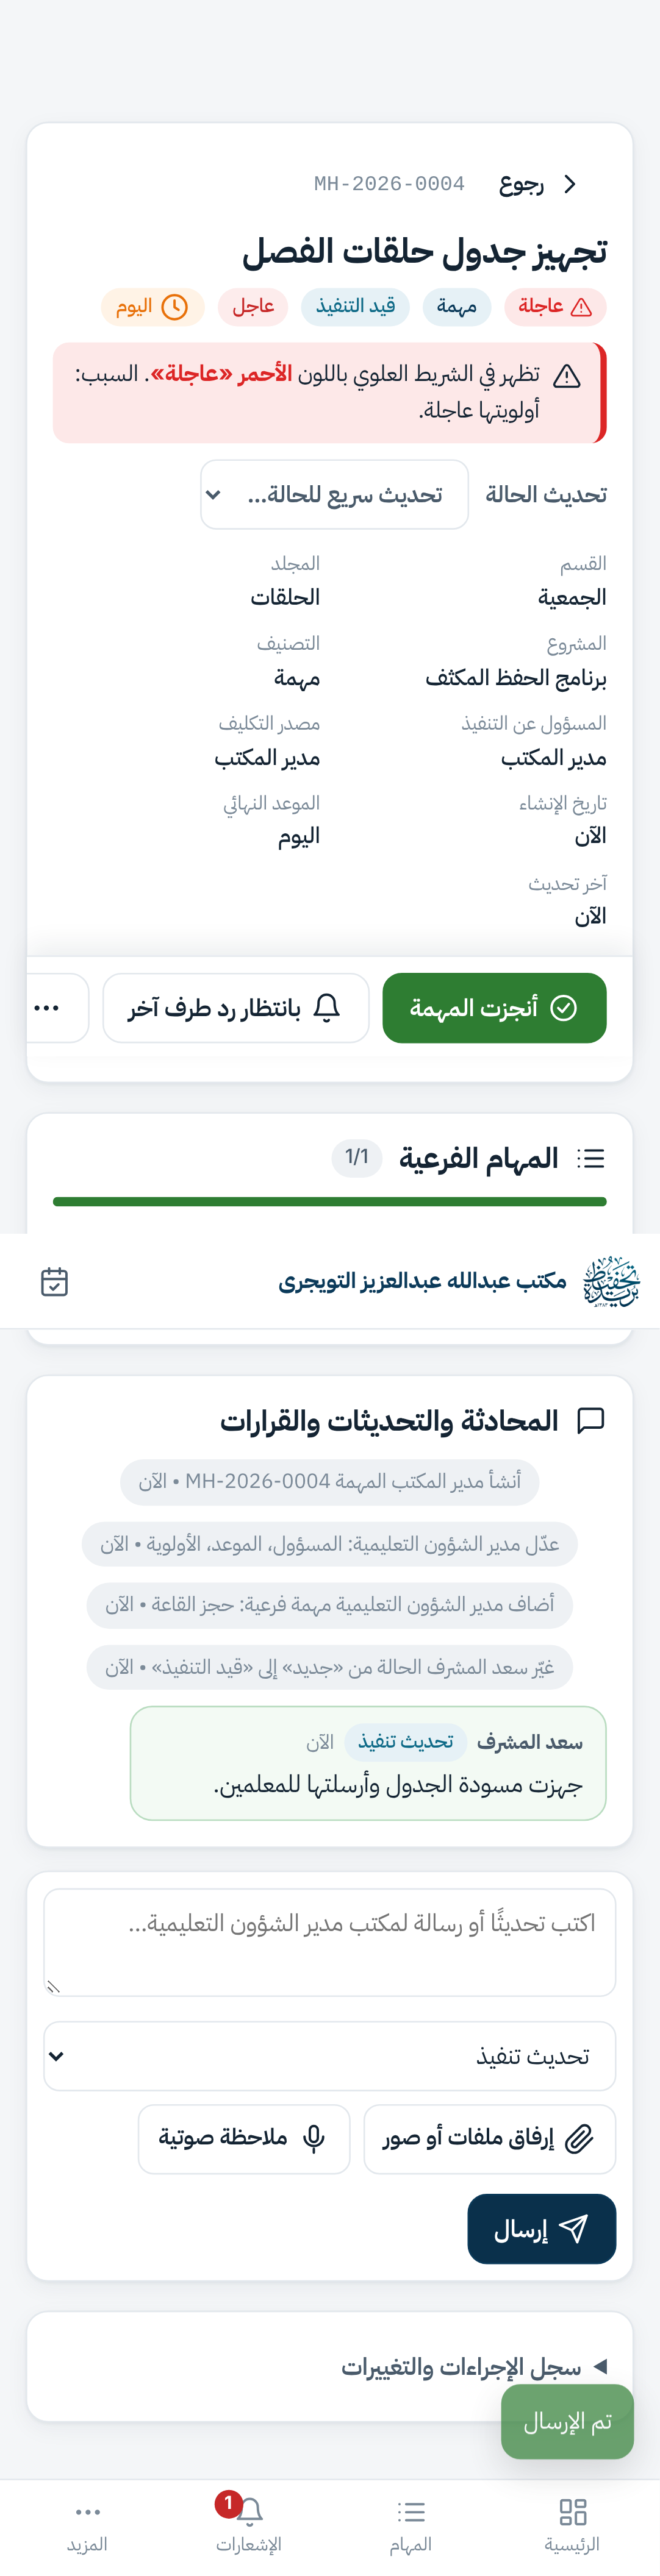 رجوع MH-2026-0004
تجهيز جدول حلقات الفصل
عاجلة مهمة قيد التنفيذ عاجل اليوم
تظهر في الشريط العلوي باللون الأحمر «عاجلة». السبب:
أولويتها عاجلة.
تحديث الحالة تحديث سريع للحالة...
القسم المجلد
الجمعية الحلقات
المشروع التصنيف
برنامج الحفظ المكثف مهمة
المسؤول عن التنفيذ مصدر التكليف
مدير المكتب مدير المكتب
تاريخ الإنشاء الموعد النهائي
الآن اليوم
آخر تحديث
الآن
أنجزت المهمة بانتظار رد طرف آخر ...
المهام الفرعية 1/1
مكتب عبدالله عبدالعزيز التويجري
المحادثة والتحديثات والقرارات
أنشأ مدير المكتب المهمة MH-2026-0004 • الآن
عدّل مدير الشؤون التعليمية: المسؤول، الموعد، الأولوية • الآن
أضاف مدير الشؤون التعليمية مهمة فرعية: حجز القاعة • الآن
غيّر سعد المشرف الحالة من «جديد» إلى «قيد التنفيذ» • الآن
سعد المشرف تحديث تنفيذ الآن
جهزت مسودة الجدول وأرسلتها للمعلمين.
اكتب تحديثًا أو رسالة لمكتب مدير الشؤون التعليمية...
تحديث تنفيذ
إرفاق ملفات أو صور ملاحظة صوتية
إرسال
سجل الإجراءات والتغييرات
تم الإرسال
1
الرئيسية المهام الإشعارات المزيد